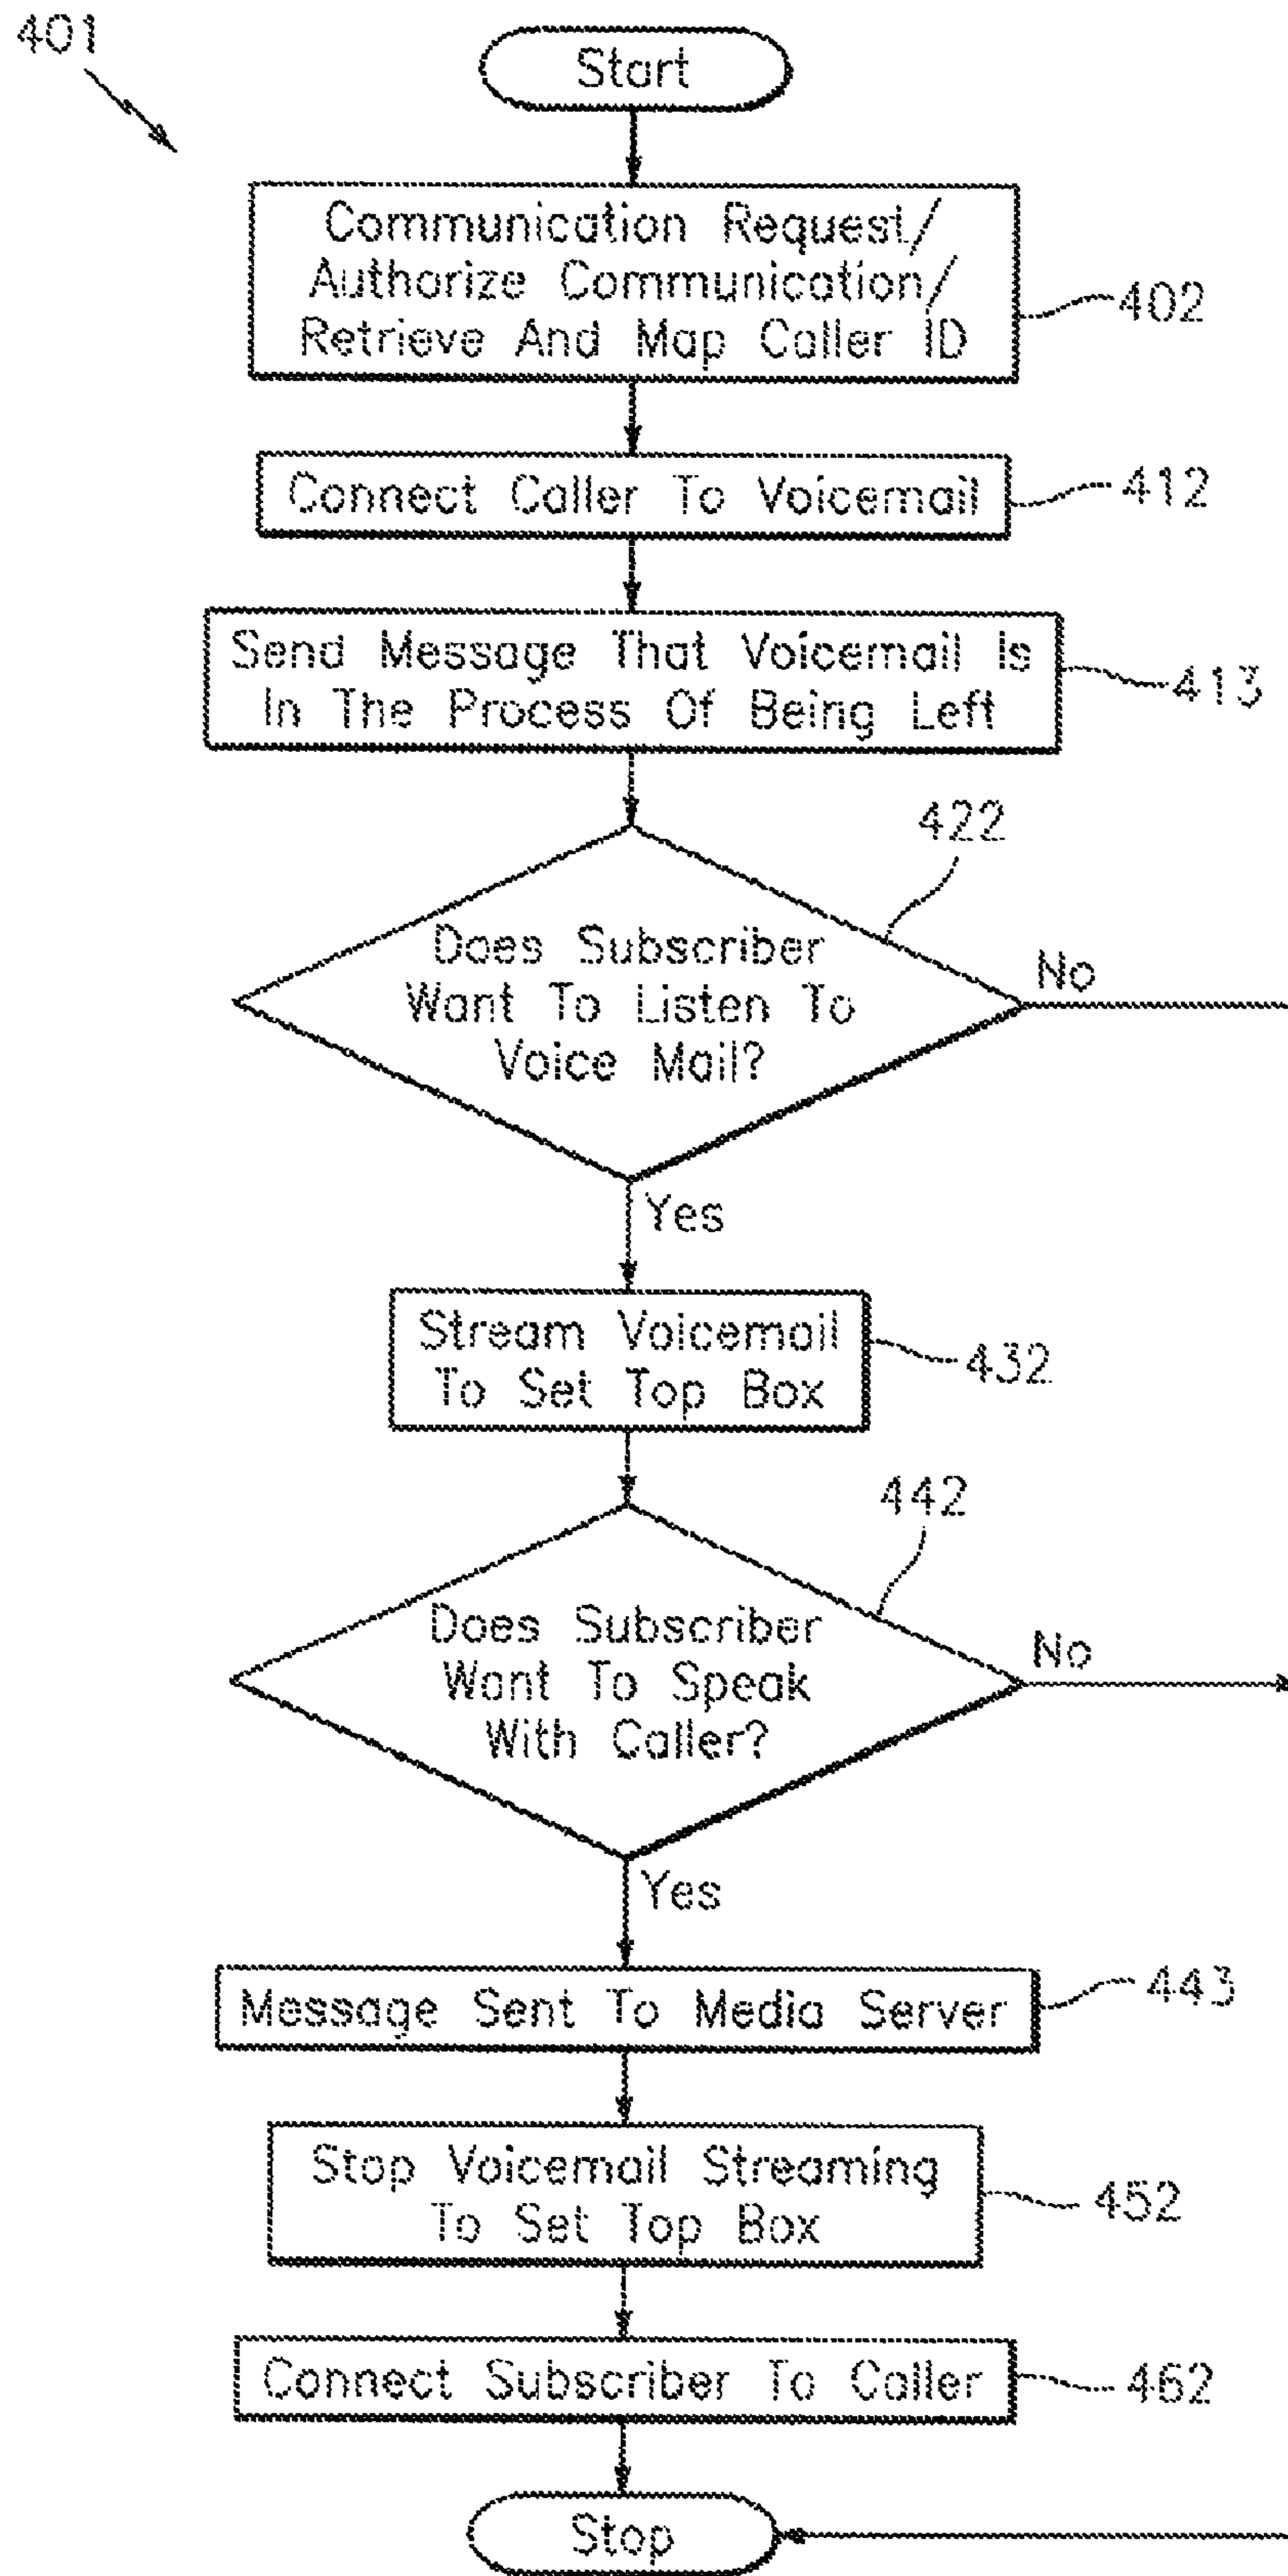 401
Start
Communication Request/
Authorize Communication/
Retrieve And Map Caller ID
402
Connect Caller To Voicemail
412
Send Message That Voicemail Is
In The Process Of Being Left
413
422
Does Subscriber
Want To Listen To
Voice Mail?
No
Yes
Stream Voicemail
To Set Top Box
432
442
Does Subscriber
Want To Speak
With Caller?
No
Yes
Message Sent To Media Server
443
Stop Voicemail Streaming
To Set Top Box
452
Connect Subscriber To Caller
462
Stop